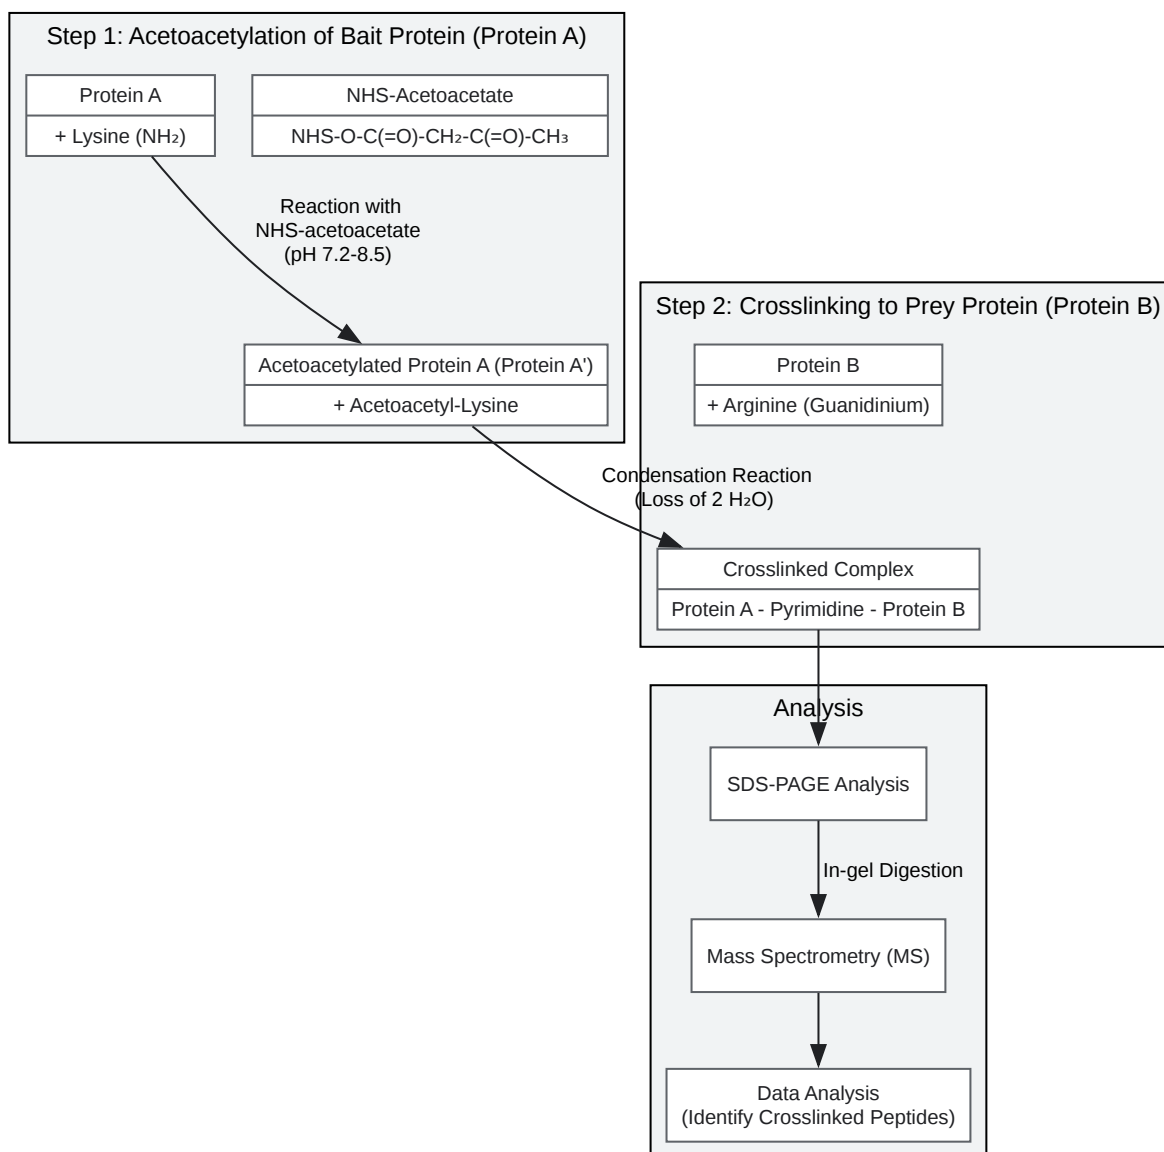 Step 1: Acetoacetylation of Bait Protein (Protein A)
Protein A
+ Lysine (NH₂)
NHS-Acetoacetate
NHS-O-C(=O)-CH₂-C(=O)-CH₃
Reaction with
NHS-acetoacetate
(pH 7.2-8.5)
Acetoacetylated Protein A (Protein A')
+ Acetoacetyl-Lysine
Step 2: Crosslinking to Prey Protein (Protein B)
Protein B
+ Arginine (Guanidinium)
Condensation Reaction
(Loss of 2 H₂O)
Crosslinked Complex
Protein A - Pyrimidine - Protein B
Analysis
SDS-PAGE Analysis
In-gel Digestion
Mass Spectrometry (MS)
Data Analysis
(Identify Crosslinked Peptides)